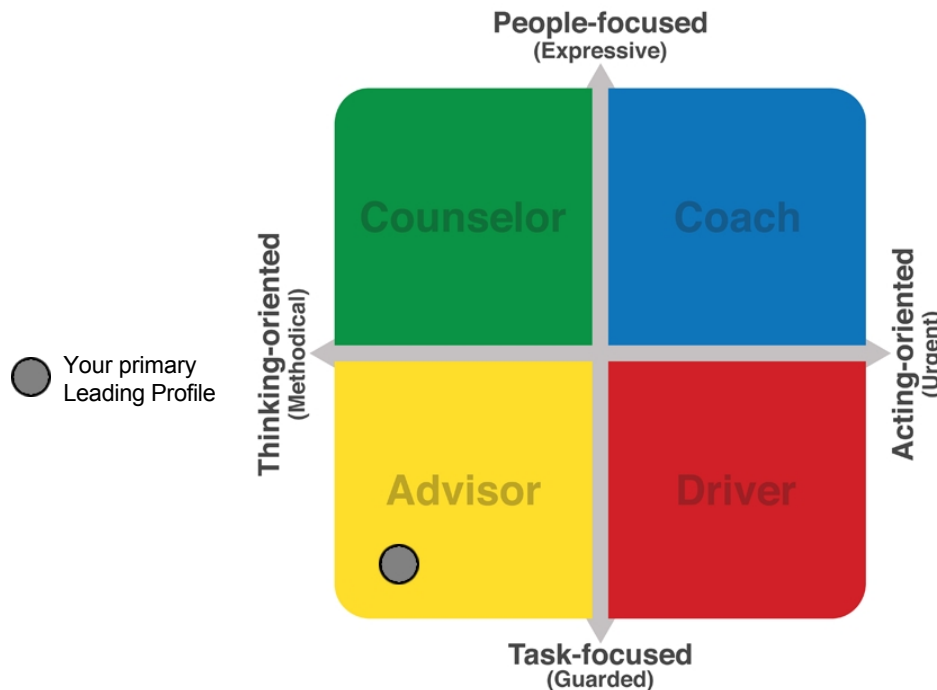 People-focused
(Expressive)
Counselor
Coach
Thinking-oriented
(Methodical)
Acting-oriented
(Urgent)
Your primary
Leading Profile
Advisor
Driver
Task-focused
(Guarded)